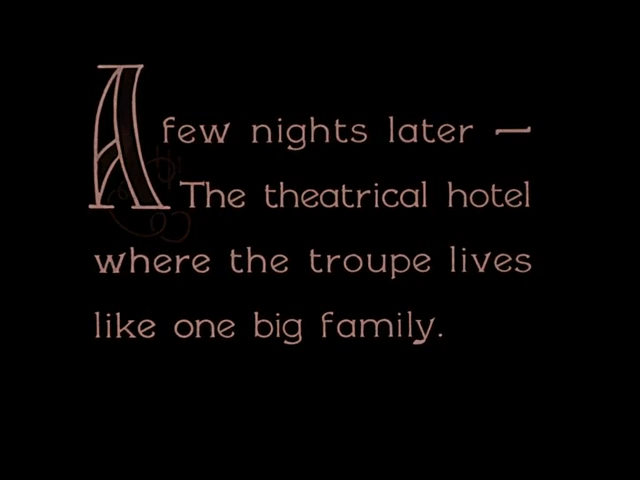 A few nights later —
The theatrical hotel
where the troupe lives
like one big family.